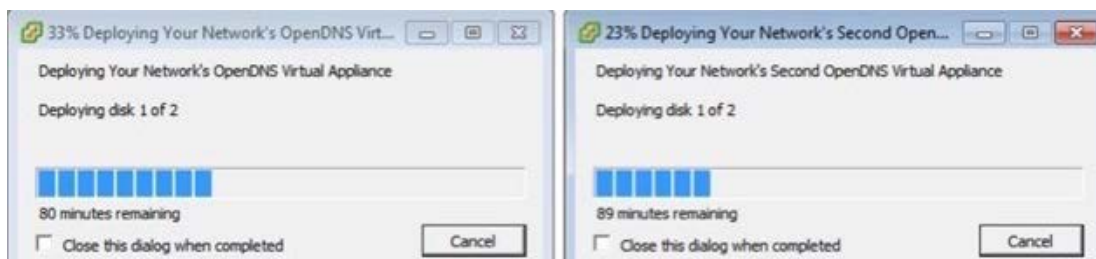 33% Deploying Your Network's OpenDNS Virt...
Deploying Your Network's OpenDNS Virtual Appliance
Deploying disk 1 of 2
80 minutes remaining
Close this dialog when completed
Cancel
23% Deploying Your Network's Second Open...
Deploying Your Network's Second OpenDNS Virtual Appliance
Deploying disk 1 of 2
89 minutes remaining
Close this dialog when completed
Cancel